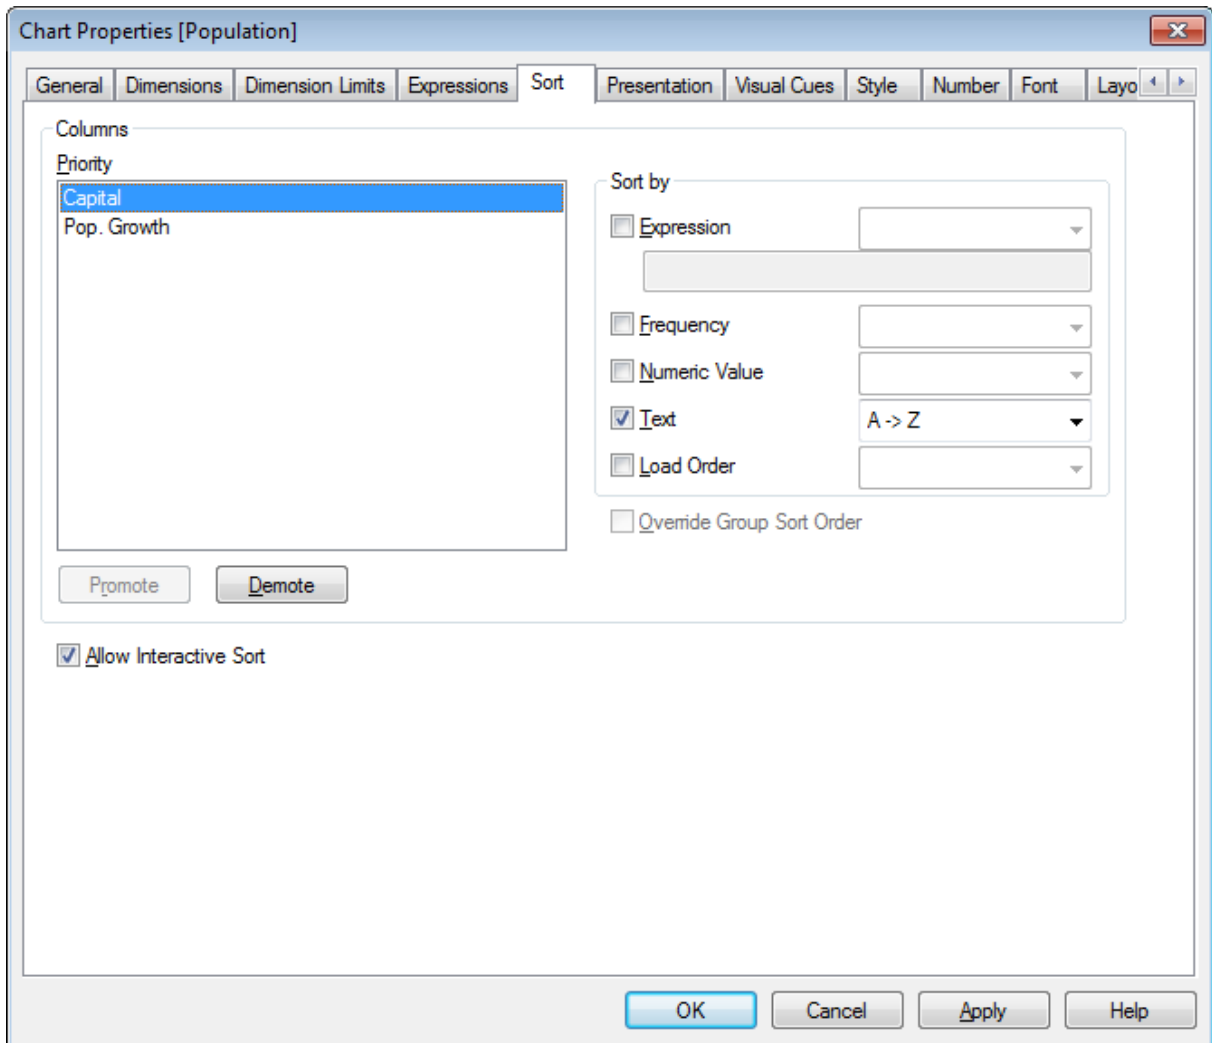 Chart Properties [Population]
General Dimensions Dimension Limits Expressions Sort Presentation Visual Cues Style Number Font Layo
Columns
Priority
Capital
Pop. Growth
Sort by
Expression
Frequency
Numeric Value
Text A -> Z
Load Order
Override Group Sort Order
Promote Demote
Allow Interactive Sort
OK Cancel Apply Help